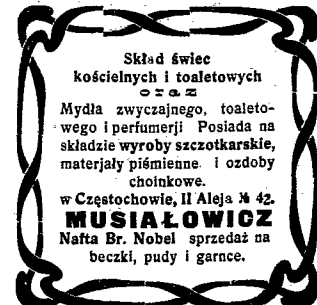 Skład świec
kościelnych i toaletowych
oraz
Mydła zwyczajnego, toaleto-
wego i perfumerji Posiada na
składzie wyroby szczotkarskie,
materjały piśmienne i ozdoby
choinkowe.
w Częstochowie, II Aleja № 42.
MUSIAŁOWICZ
Nafta Br. Nobel sprzedaż na
beczki, pudy i garnce.